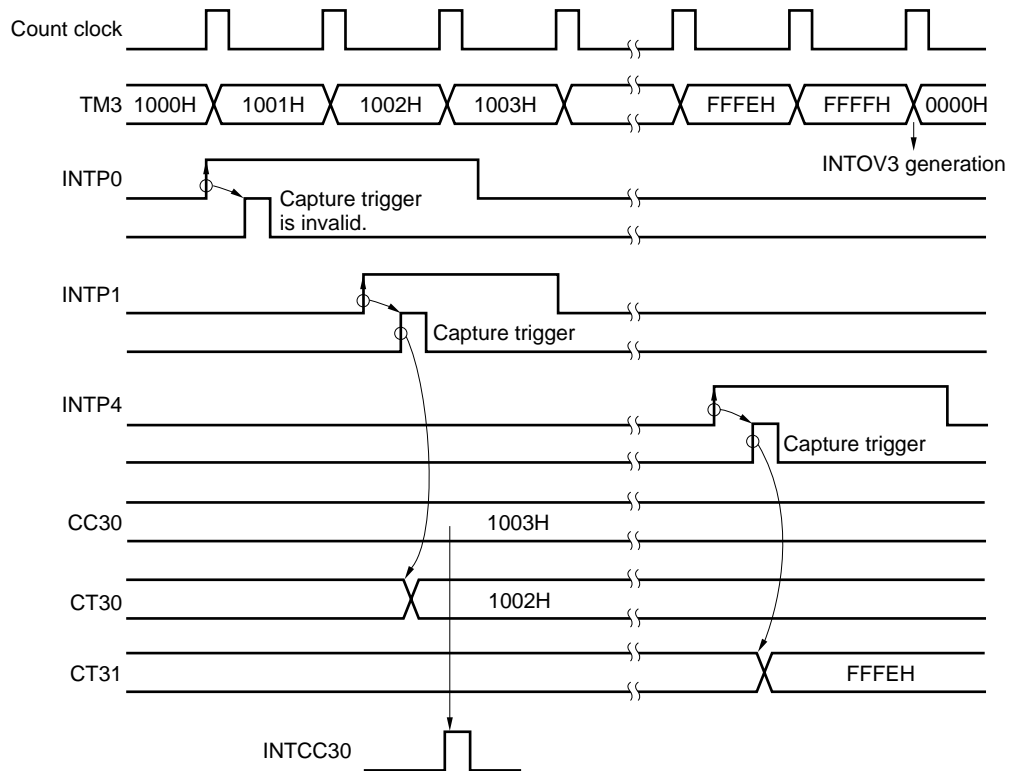 Count clock
TM3 1000H 1001H 1002H 1003H FFFEH FFFFH 0000H
INTOV3 generation
INTP0
Capture trigger
is invalid.
INTP1
Capture trigger
INTP4
Capture trigger
CC30 1003H
CT30 1002H
CT31 FFFEH
INTCC30